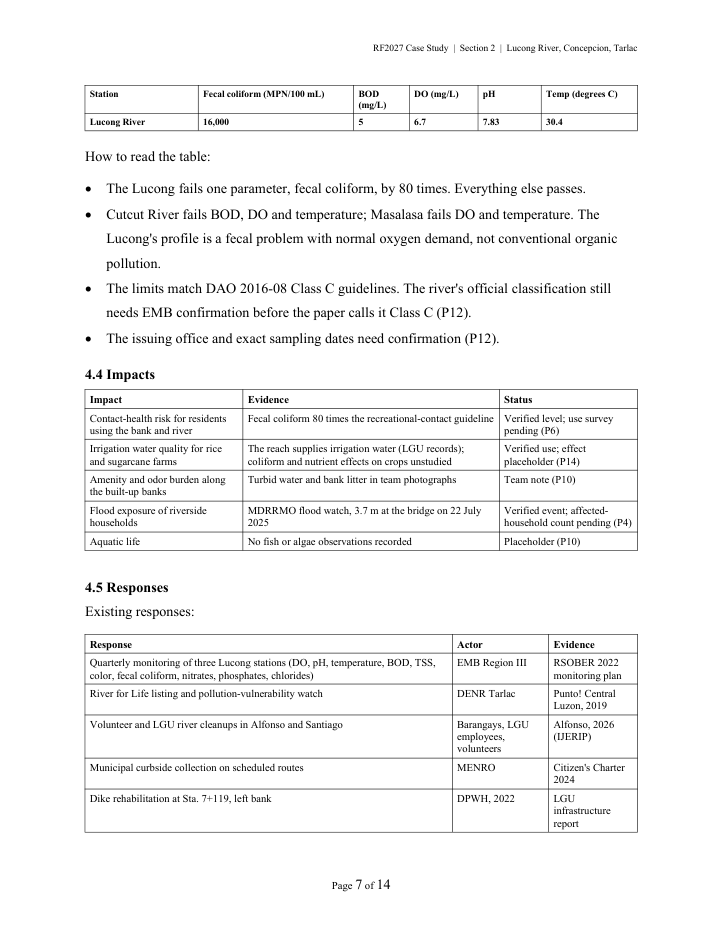 RF2027 Case Study | Section 2 | Lucong River, Concepcion, Tarlac
Station Fecal coliform (MPN/100 mL) BOD (mg/L) DO (mg/L) pH Temp (degrees C)
Lucong River 16,000 5 6.7 7.83 30.4
How to read the table:
• The Lucong fails one parameter, fecal coliform, by 80 times. Everything else passes.
• Cutcut River fails BOD, DO and temperature; Masalasa fails DO and temperature. The
Lucong's profile is a fecal problem with normal oxygen demand, not conventional organic
pollution.
• The limits match DAO 2016-08 Class C guidelines. The river's official classification still
needs EMB confirmation before the paper calls it Class C (P12).
• The issuing office and exact sampling dates need confirmation (P12).
4.4 Impacts
Impact Evidence Status
Contact-health risk for residents
using the bank and river
Fecal coliform 80 times the recreational-contact guideline
Verified level; use survey
pending (P6)
Irrigation water quality for rice
and sugarcane farms
The reach supplies irrigation water (LGU records);
coliform and nutrient effects on crops unstudied
Verified use; effect
placeholder (P14)
Amenity and odor burden along
the built-up banks
Turbid water and bank litter in team photographs
Team note (P10)
Flood exposure of riverside
households
MDRRMO flood watch, 3.7 m at the bridge on 22 July
2025
Verified event; affected-
household count pending (P4)
Aquatic life
No fish or algae observations recorded
Placeholder (P10)
4.5 Responses
Existing responses:
Response Actor Evidence
Quarterly monitoring of three Lucong stations (DO, pH, temperature, BOD, TSS,
color, fecal coliform, nitrates, phosphates, chlorides)
EMB Region III
RSOBER 2022
monitoring plan
River for Life listing and pollution-vulnerability watch
DENR Tarlac
Punto! Central
Luzon, 2019
Volunteer and LGU river cleanups in Alfonso and Santiago
Barangays, LGU
employees,
volunteers
Alfonso, 2026
(IJERIP)
Municipal curbside collection on scheduled routes
MENRO
Citizen's Charter
2024
Dike rehabilitation at Sta. 7+119, left bank
DPWH, 2022
LGU
infrastructure
report
Page 7 of 14